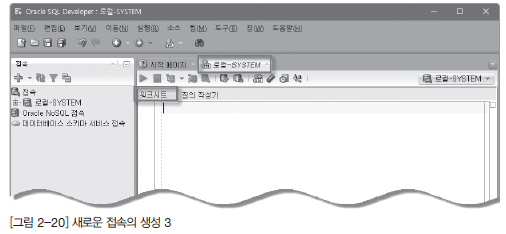 Oracle SQL Developer : 로컬-SYSTEM
파일(F) 편집(E) 보기(V) 이동(N) 실행(R) 소스 팀(M) 도구(T) 창(W) 도움말(H)
접속
시작 페이지
로컬-SYSTEM
로컬-SYSTEM
워크시트 질의 작성기
접속
로컬-SYSTEM
Oracle NoSQL 접속
데이터베이스 스키마 서비스 접속
[그림 2-20] 새로운 접속의 생성 3